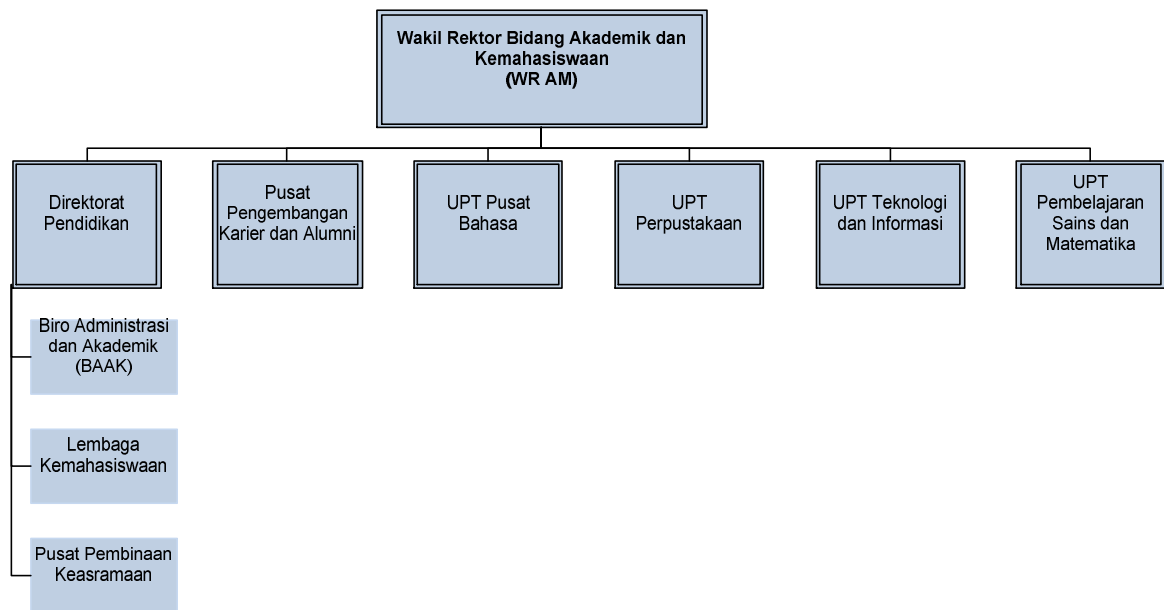 Wakil Rektor Bidang Akademik dan
Kemahasiswaan
(WR AM)
Direktorat
Pendidikan
Pusat
Pengembangan
Karier dan Alumni
UPT Pusat
Bahasa
UPT
Perpustakaan
UPT Teknologi
dan Informasi
UPT
Pembelajaran
Sains dan
Matematika
Biro Administrasi
dan Akademik
(BAAK)
Lembaga
Kemahasiswaan
Pusat Pembinaan
Keasramaan